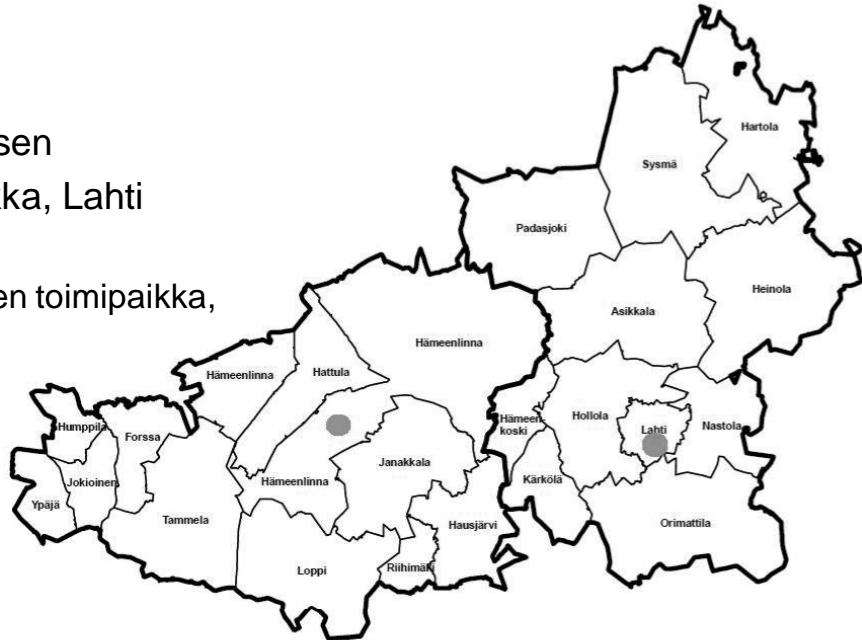 sen
ka, Lahti
en toimipaikka,
Hartola
Sysmä
Padasjoki
Heinola
Asikkala
Hämeenlinna
Hattula
Hämeenlinna
Humppila
Forssa
Hämeen-
koski
Hollola
Lahti
Nastola
Janakkala
Ypäjä
Jokioinen
Hämeenlinna
Kärkölä
Tammela
Hausjärvi
Orimattila
Loppi
Riihimäki